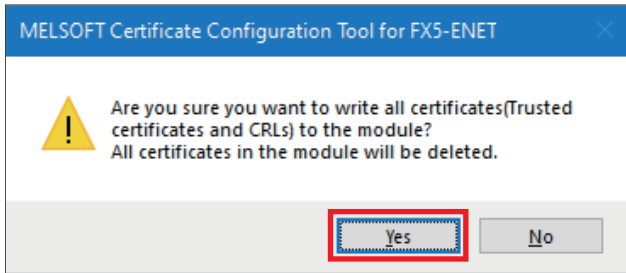 MELSOFT Certificate Configuration Tool for FX5-ENET
Are you sure you want to write all certificates(Trusted
certificates and CRLs) to the module?
All certificates in the module will be deleted.
Yes
No